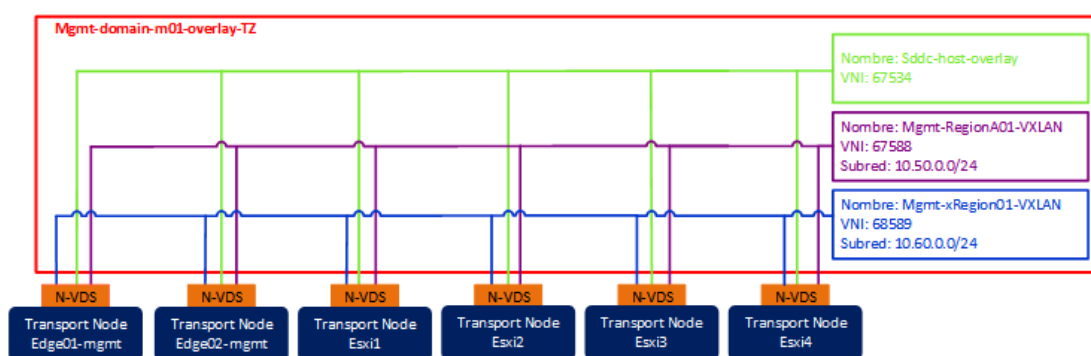 Mgmt-domain-m01-overlay-TZ
Nombre: Sddc-host-overlay
VNI: 67534
Nombre: Mgmt-RegionA01-VXLAN
VNI: 67588
Subred: 10.50.0.0/24
Nombre: Mgmt-xRegion01-VXLAN
VNI: 68589
Subred: 10.60.0.0/24
N-VDS
N-VDS
N-VDS
N-VDS
N-VDS
N-VDS
Transport Node
Edge01-mgmt
Transport Node
Edge02-mgmt
Transport Node
Esxi1
Transport Node
Esxi2
Transport Node
Esxi3
Transport Node
Esxi4